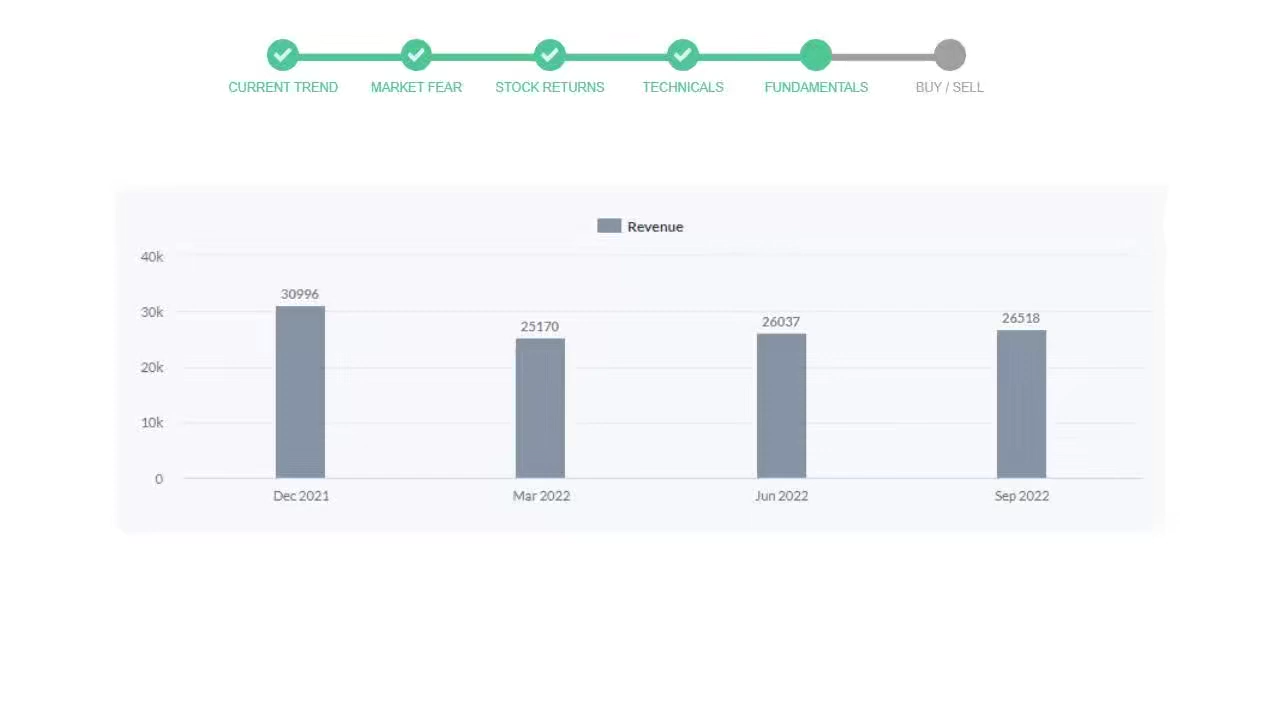 CURRENT TREND MARKET FEAR STOCK RETURNS TECHNICALS FUNDAMENTALS BUY / SELL
Revenue
40k
30996
30k
25170
26037
26518
20k
10k
0
Dec 2021 Mar 2022 Jun 2022 Sep 2022